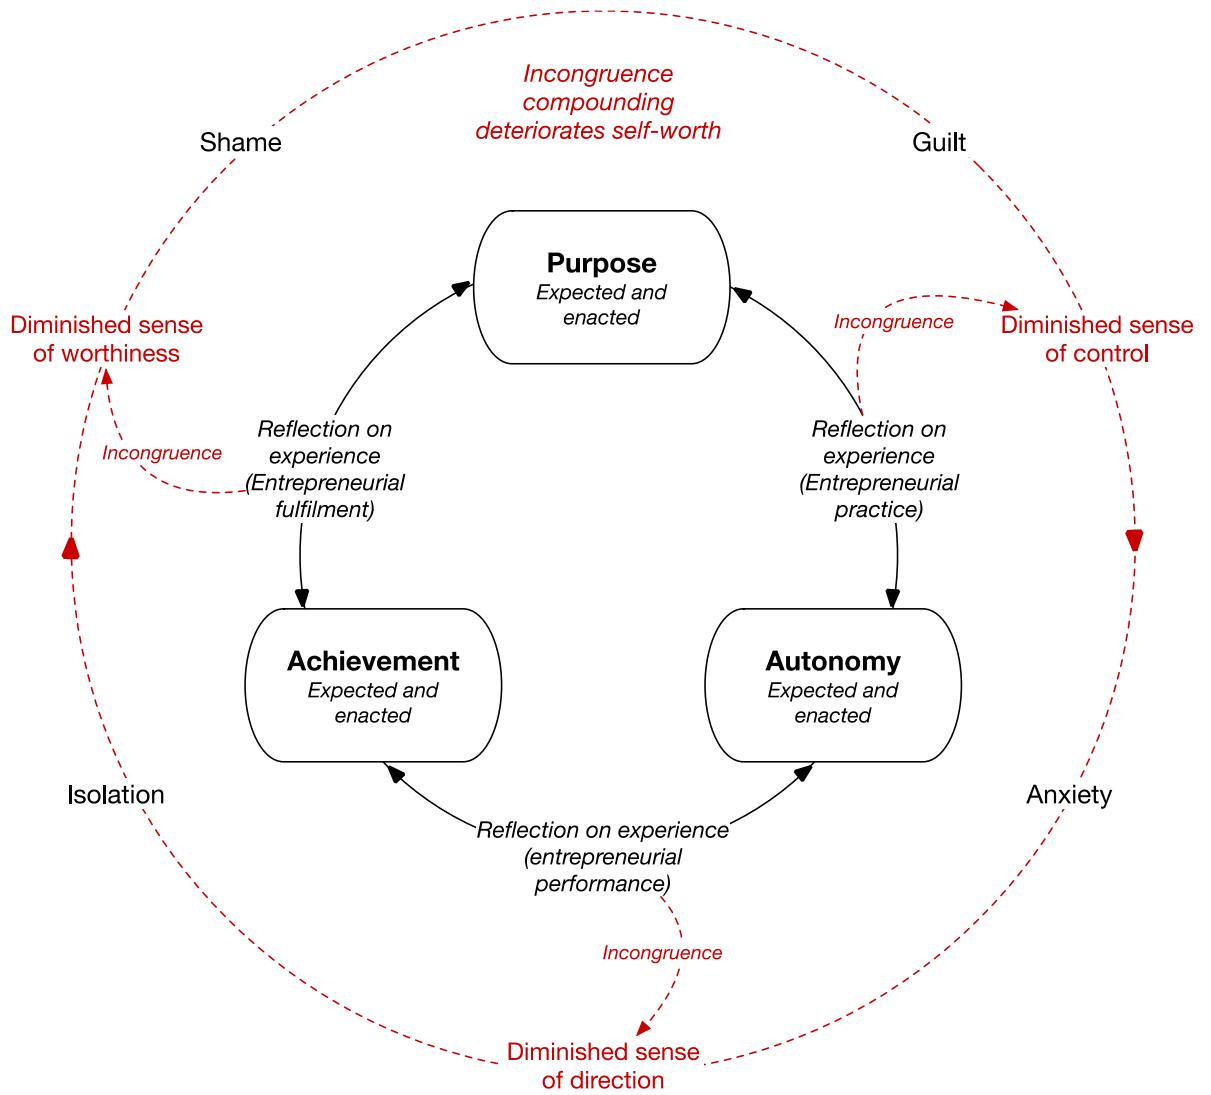 Incongruence
compounding
deteriorates self-worth
Shame
Guilt
Purpose
Expected and
enacted
Diminished sense
of worthiness
Incongruence
Diminished sense
of control
Incongruence
Reflection on
experience
(Entrepreneurial
fulfilment)
Reflection on
experience
(Entrepreneurial
practice)
Achievement
Expected and
enacted
Autonomy
Expected and
enacted
Isolation
Anxiety
Reflection on experience
(entrepreneurial
performance)
Incongruence
Diminished sense
of direction